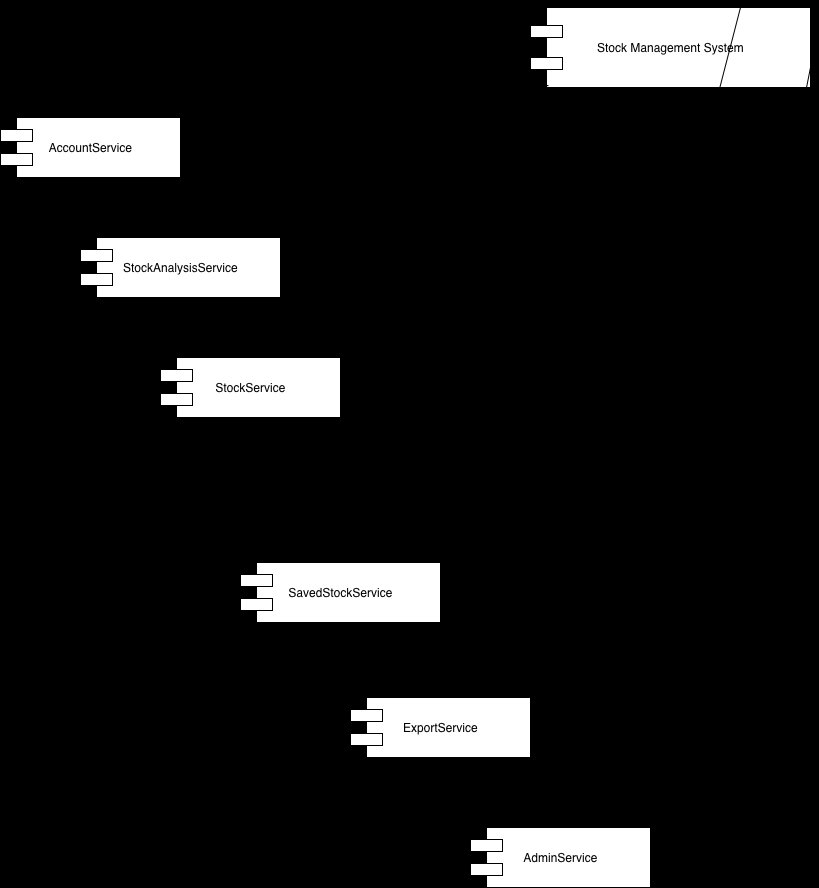 Stock Management System
AccountService
StockAnalysisService
StockService
SavedStockService
ExportService
AdminService